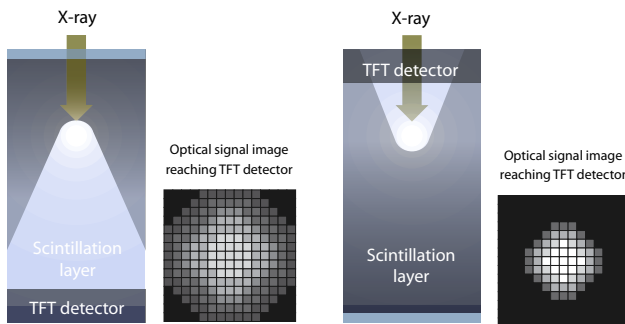 X-ray
Optical signal image
reaching TFT detector
Scintillation
layer
TFT detector
X-ray
TFT detector
Optical signal image
reaching TFT detector
Scintillation
layer